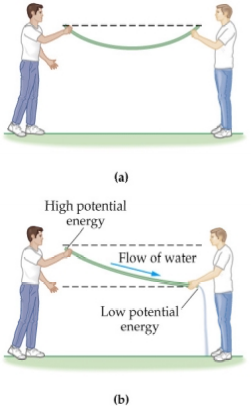 (a)
High potential
energy
Flow of water
Low potential
energy
(b)